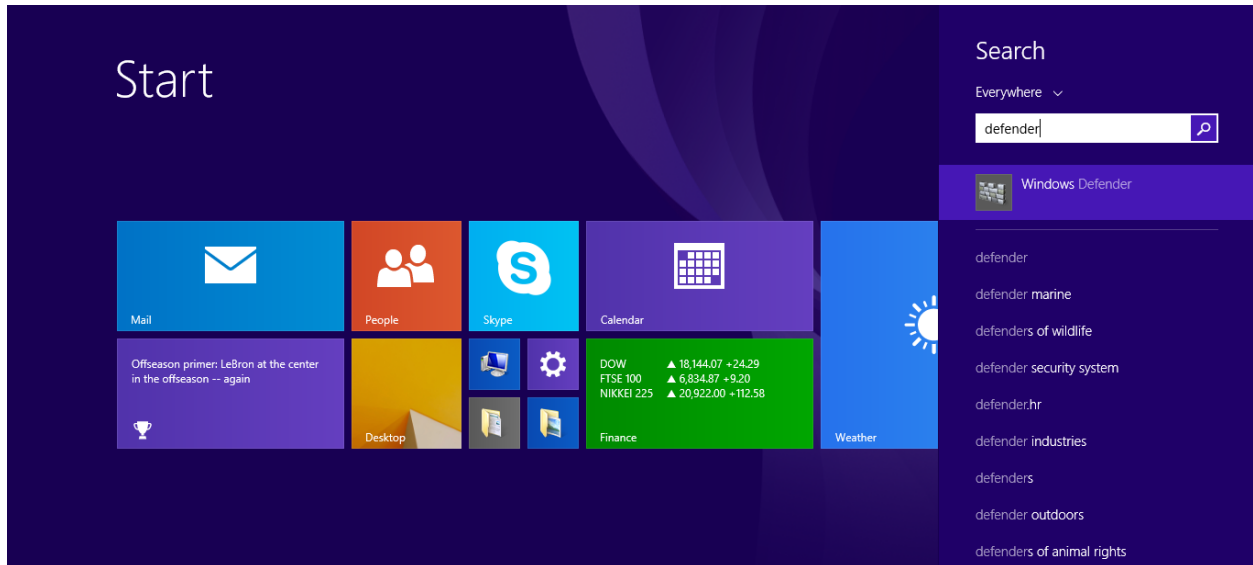 Start
Mail
People
Skype
Calendar
Offseason primer: LeBron at the center
in the offseason -- again
Desktop
DOW ▲ 18,144.07 +24.29
FTSE 100 ▲ 6,834.87 +9.20
NIKKEI 225 ▲ 20,922.00 +112.58
Finance
Weather
Search
Everywhere
defender
Windows Defender
defender
defender marine
defenders of wildlife
defender security system
defender.hr
defender industries
defenders
defender outdoors
defenders of animal rights